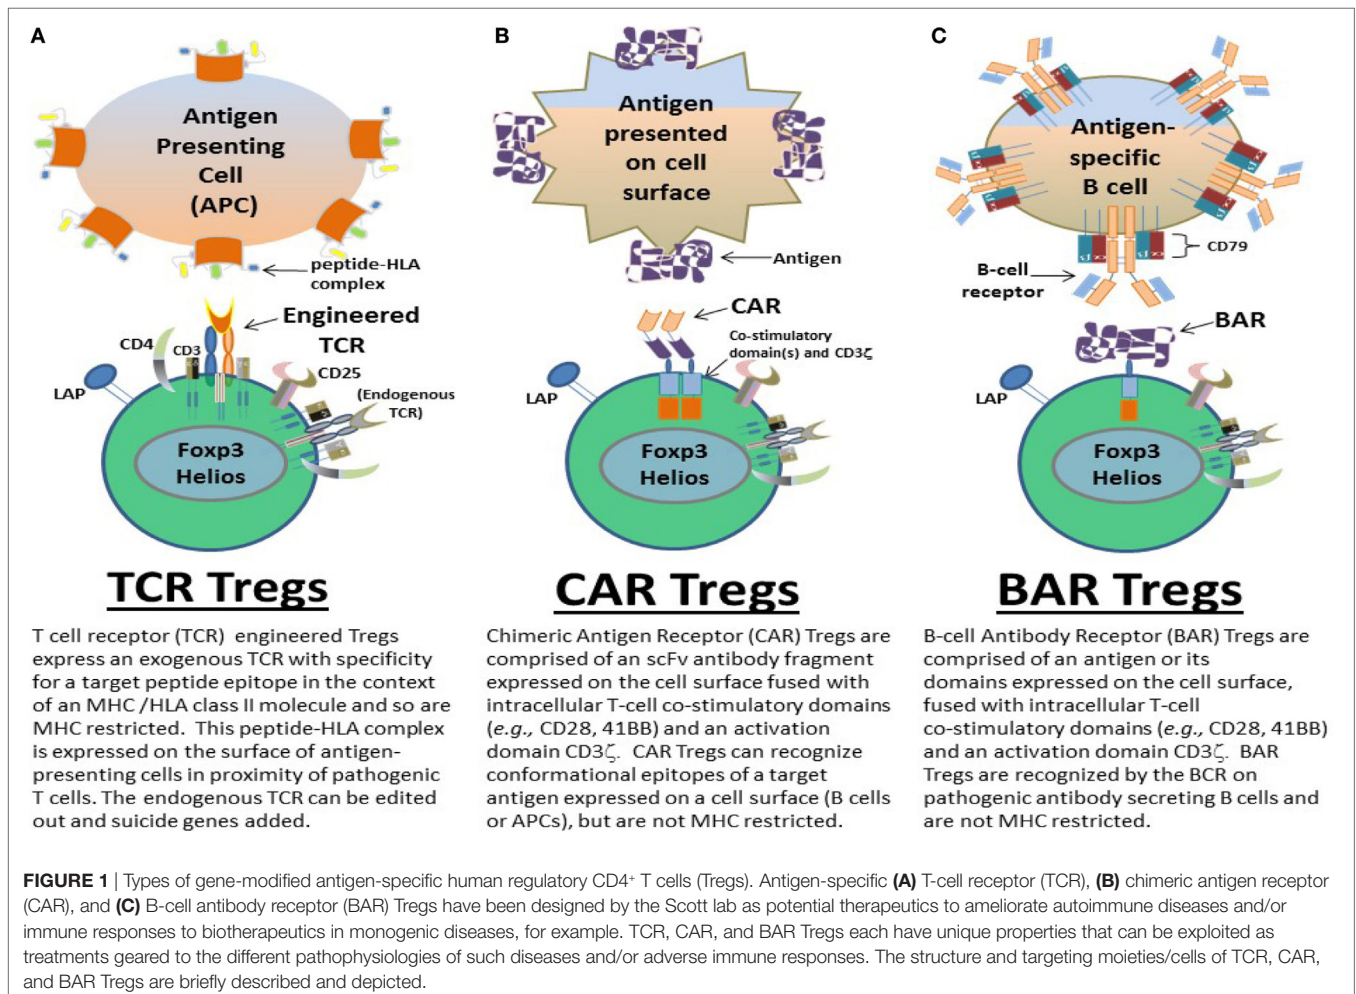 A
Antigen
Presenting
Cell
(APC)
peptide-HLA
complex
Engineered
TCR
CD4
CD3
CD25
LAP
(Endogenous
TCR)
Foxp3
Helios
TCR Tregs
T cell receptor (TCR) engineered Tregs
express an exogenous TCR with specificity
for a target peptide epitope in the context
of an MHC /HLA class II molecule and so are
MHC restricted. This peptide-HLA complex
is expressed on the surface of antigen-
presenting cells in proximity of pathogenic
T cells. The endogenous TCR can be edited
out and suicide genes added.
B
Antigen
presented
on cell
surface
Antigen
CAR
Co-stimulatory
domain(s) and CD3ζ
LAP
Foxp3
Helios
CAR Tregs
Chimeric Antigen Receptor (CAR) Tregs are
comprised of an scFv antibody fragment
expressed on the cell surface fused with
intracellular T-cell co-stimulatory domains
(e.g., CD28, 41BB) and an activation
domain CD3ζ. CAR Tregs can recognize
conformational epitopes of a target
antigen expressed on a cell surface (B cells
or APCs), but are not MHC restricted.
C
Antigen-
specific
B cell
CD79
B-cell
receptor
BAR
LAP
Foxp3
Helios
BAR Tregs
B-cell Antibody Receptor (BAR) Tregs are
comprised of an antigen or its
domains expressed on the cell surface,
fused with intracellular T-cell
co-stimulatory domains (e.g., CD28, 41BB)
and an activation domain CD3ζ. BAR
Tregs are recognized by the BCR on
pathogenic antibody secreting B cells and
are not MHC restricted.
FIGURE 1 | Types of gene-modified antigen-specific human regulatory CD4⁺ T cells (Tregs). Antigen-specific (A) T-cell receptor (TCR), (B) chimeric antigen receptor
(CAR), and (C) B-cell antibody receptor (BAR) Tregs have been designed by the Scott lab as potential therapeutics to ameliorate autoimmune diseases and/or
immune responses to biotherapeutics in monogenic diseases, for example. TCR, CAR, and BAR Tregs each have unique properties that can be exploited as
treatments geared to the different pathophysiologies of such diseases and/or adverse immune responses. The structure and targeting moieties/cells of TCR, CAR,
and BAR Tregs are briefly described and depicted.